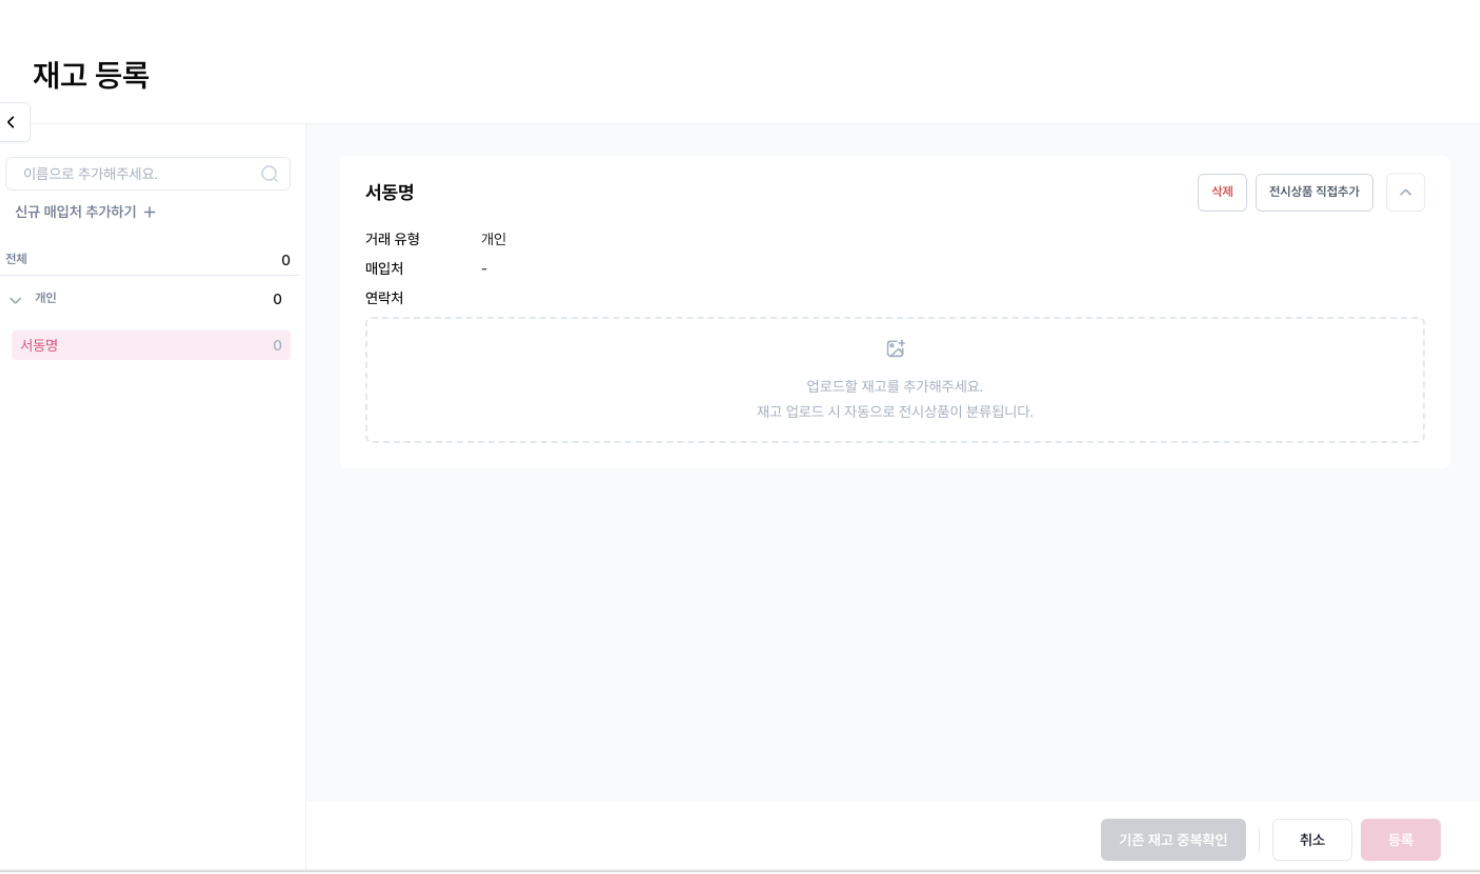 재고 등록
이름으로 추가해주세요.
신규 매입처 추가하기 +
전체 0
개인 0
서동명 0
서동명
삭제
전시상품 직접추가
거래 유형 개인
매입처 -
연락처
업로드할 재고를 추가해주세요.
재고 업로드 시 자동으로 전시상품이 분류됩니다.
기존 재고 중복확인
취소
등록